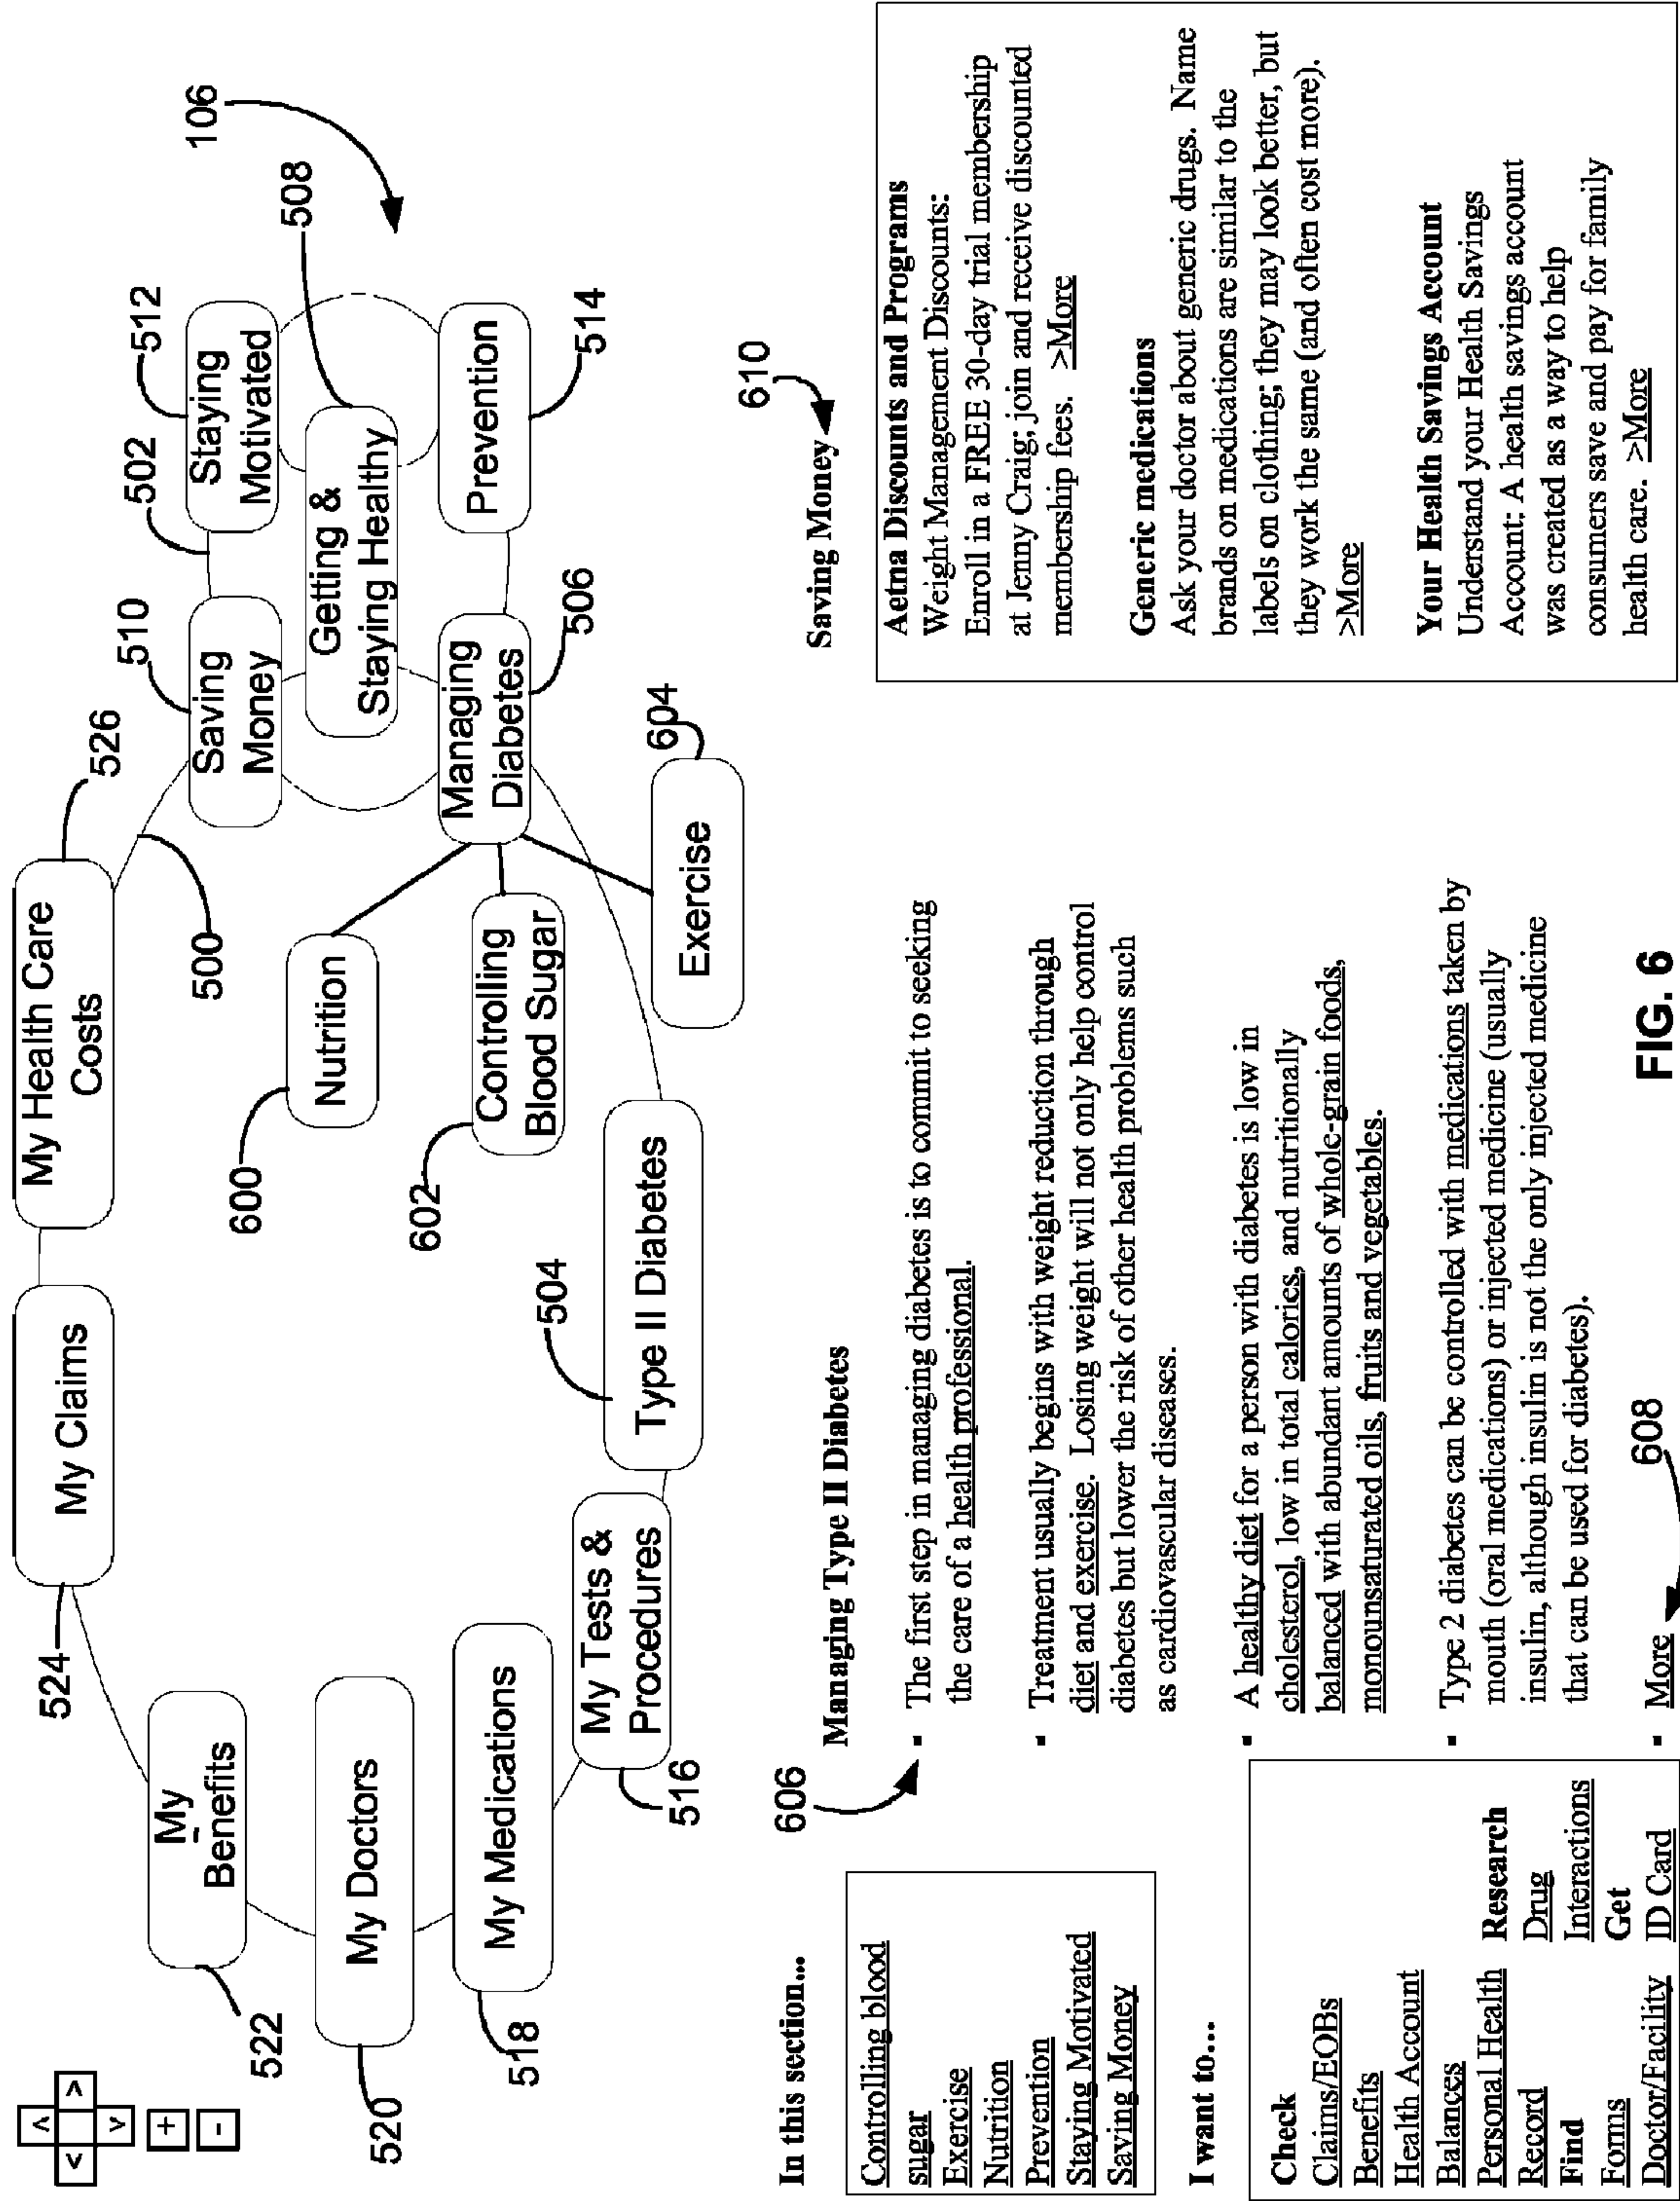 <
^
>
v
+
-
My
Benefits
522
My Doctors
520
My Medications
518
My Tests &
Procedures
516
My Claims
524
My Health Care
Costs
526
500
Type II Diabetes
504
Nutrition
600
Controlling
Blood Sugar
602
Exercise
604
Saving
Money
510
502
Staying
Motivated
512
Getting &
Staying Healthy
508
106
Managing
Diabetes
506
Prevention
514
In this section...
Controlling blood
sugar
Exercise
Nutrition
Prevention
Staying Motivated
Saving Money
I want to...
Check
Claims/EOBs
Benefits
Health Account
Balances
Personal Health
Record
Find
Forms
Doctor/Facility
Research
Drug
Interactions
Get
ID Card
606
Managing Type II Diabetes
▪ The first step in managing diabetes is to commit to seeking
the care of a health professional.
▪ Treatment usually begins with weight reduction through
diet and exercise. Losing weight will not only help control
diabetes but lower the risk of other health problems such
as cardiovascular diseases.
▪ A healthy diet for a person with diabetes is low in
cholesterol, low in total calories, and nutritionally
balanced with abundant amounts of whole-grain foods,
monounsaturated oils, fruits and vegetables.
▪ Type 2 diabetes can be controlled with medications taken by
mouth (oral medications) or injected medicine (usually
insulin, although insulin is not the only injected medicine
that can be used for diabetes).
▪ More
608
610
Saving Money
Aetna Discounts and Programs
Weight Management Discounts:
Enroll in a FREE 30-day trial membership
at Jenny Craig; join and receive discounted
membership fees. >More
Generic medications
Ask your doctor about generic drugs. Name
brands on medications are similar to the
labels on clothing; they may look better, but
they work the same (and often cost more).
>More
Your Health Savings Account
Understand your Health Savings
Account: A health savings account
was created as a way to help
consumers save and pay for family
health care. >More
FIG. 6